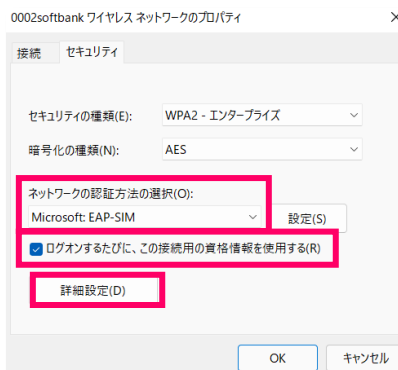 0002softbank ワイヤレス ネットワークのプロパティ
接続 セキュリティ
セキュリティの種類(E): WPA2 - エンタープライズ
暗号化の種類(N): AES
ネットワークの認証方法の選択(O):
Microsoft: EAP-SIM 設定(S)
ログオンするたびに、この接続用の資格情報を使用する(R)
詳細設定(D)
OK キャンセル